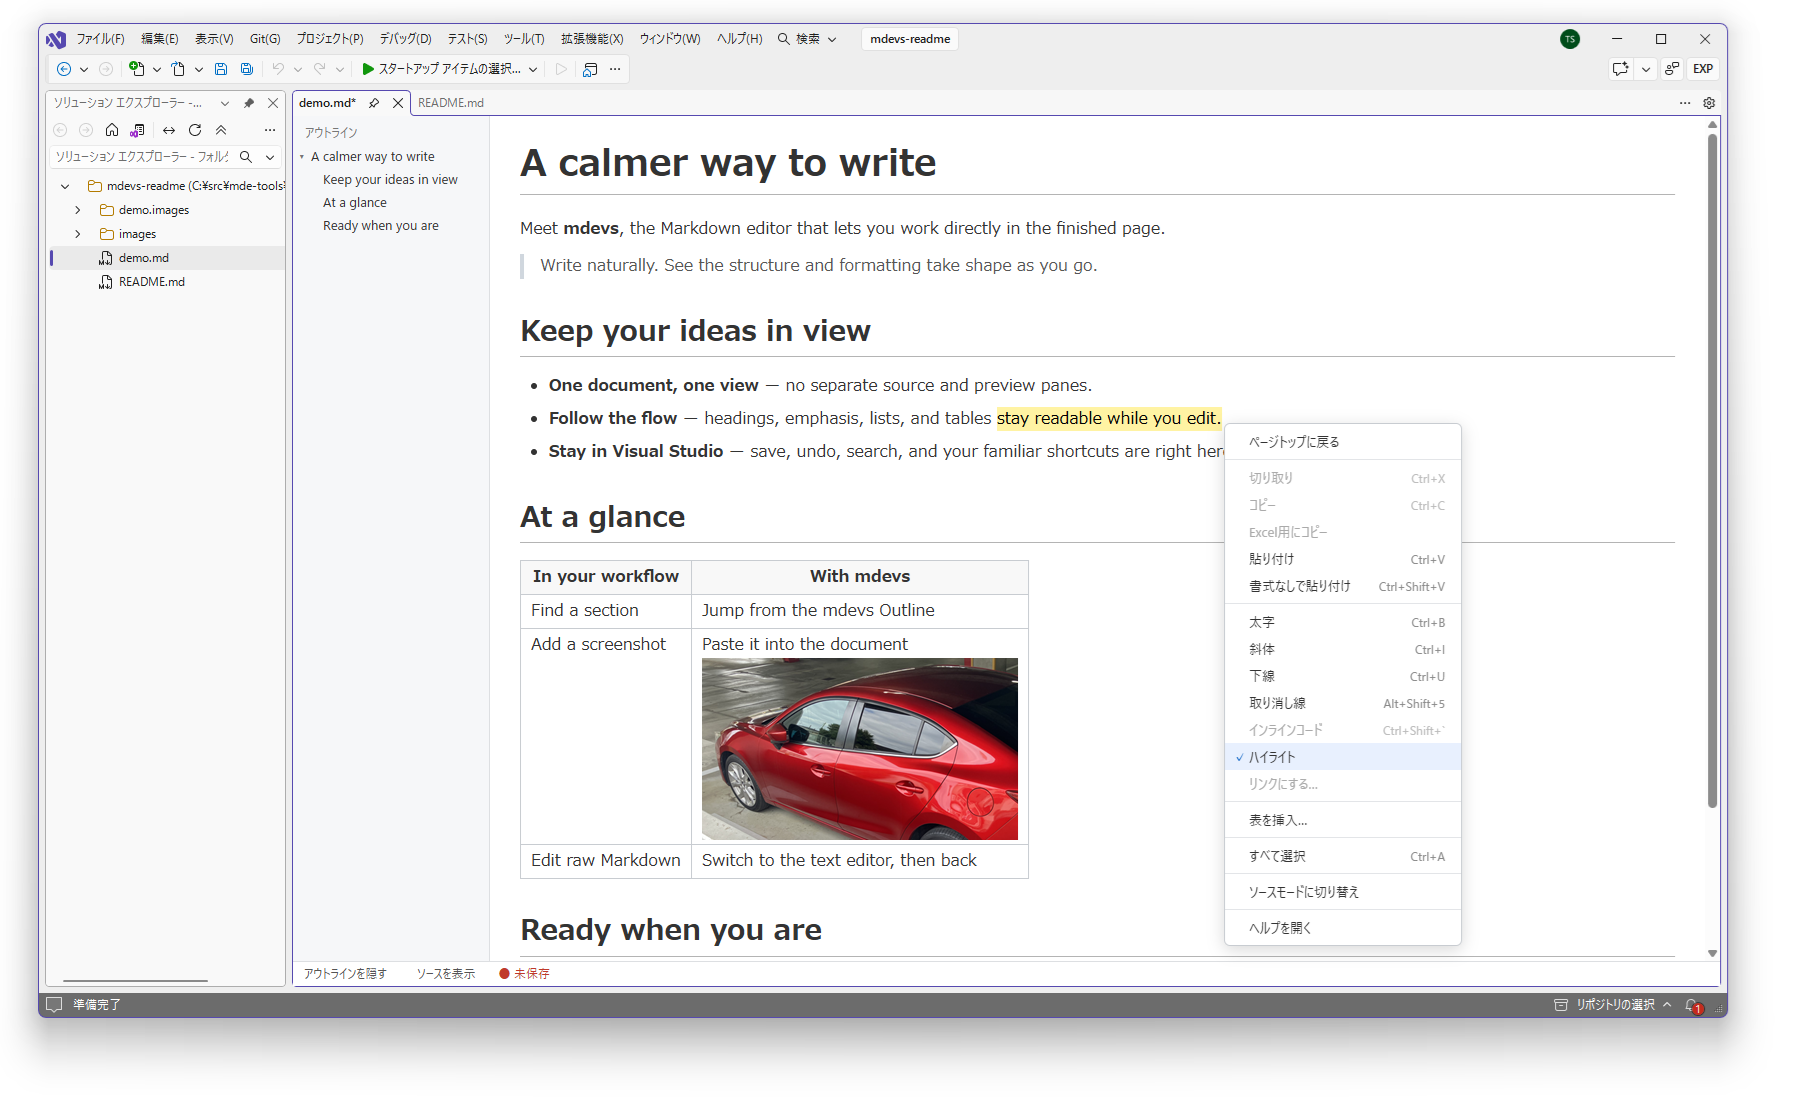 ファイル(F) 編集(E) 表示(V) Git(G) プロジェクト(P) デバッグ(D) テスト(S) ツール(T) 拡張機能(X) ウィンドウ(W) ヘルプ(H) 検索 mdevs-readme TS
スタートアップ アイテムの選択... EXP
ソリューション エクスプローラー -...
ソリューション エクスプローラー - フォルダ
mdevs-readme (C:¥src¥mde-tools¥
demo.images
images
demo.md
README.md
demo.md* README.md
アウトライン
A calmer way to write
Keep your ideas in view
At a glance
Ready when you are
A calmer way to write
Meet mdevs, the Markdown editor that lets you work directly in the finished page.
Write naturally. See the structure and formatting take shape as you go.
Keep your ideas in view
• One document, one view — no separate source and preview panes.
• Follow the flow — headings, emphasis, lists, and tables stay readable while you edit.
• Stay in Visual Studio — save, undo, search, and your familiar shortcuts are right her
At a glance
In your workflow With mdevs
Find a section Jump from the mdevs Outline
Add a screenshot Paste it into the document
Edit raw Markdown Switch to the text editor, then back
Ready when you are
ページトップに戻る
切り取り Ctrl+X
コピー Ctrl+C
Excel用にコピー
貼り付け Ctrl+V
書式なしで貼り付け Ctrl+Shift+V
太字 Ctrl+B
斜体 Ctrl+I
下線 Ctrl+U
取り消し線 Alt+Shift+5
インラインコード Ctrl+Shift+`
✓ ハイライト
リンクにする...
表を挿入...
すべて選択 Ctrl+A
ソースモードに切り替え
ヘルプを開く
アウトラインを隠す ソースを表示 未保存
準備完了 リポジトリの選択 1